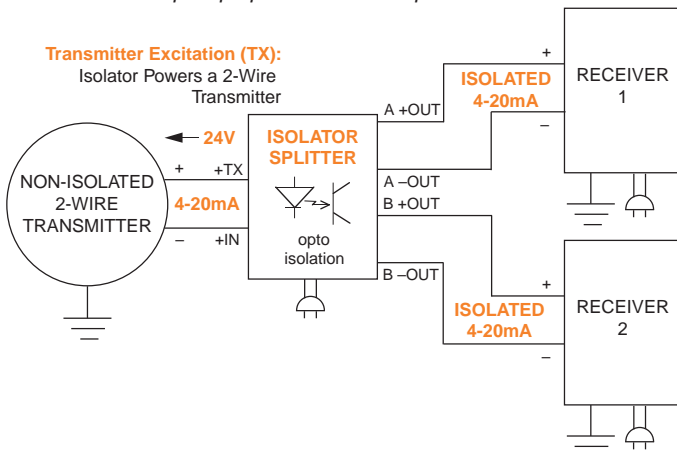 Transmitter Excitation (TX):
Isolator Powers a 2-Wire
Transmitter
24V
+
+TX
NON-ISOLATED
2-WIRE
TRANSMITTER
4-20mA
–
+IN
ISOLATOR
SPLITTER
opto
isolation
A +OUT
A –OUT
B +OUT
B –OUT
ISOLATED
4-20mA
+
–
RECEIVER
1
ISOLATED
4-20mA
+
–
RECEIVER
2